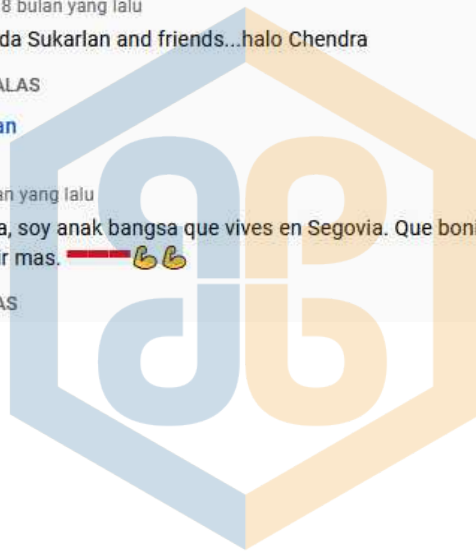 8 bulan yang lalu
da Sukarlan and friends...halo Chendra
ALAS
an
an yang lalu
a, soy anak bangsa que vives en Segovia. Que boni
ir mas. 🇮🇩🇮🇩🇮🇩💪💪
AS